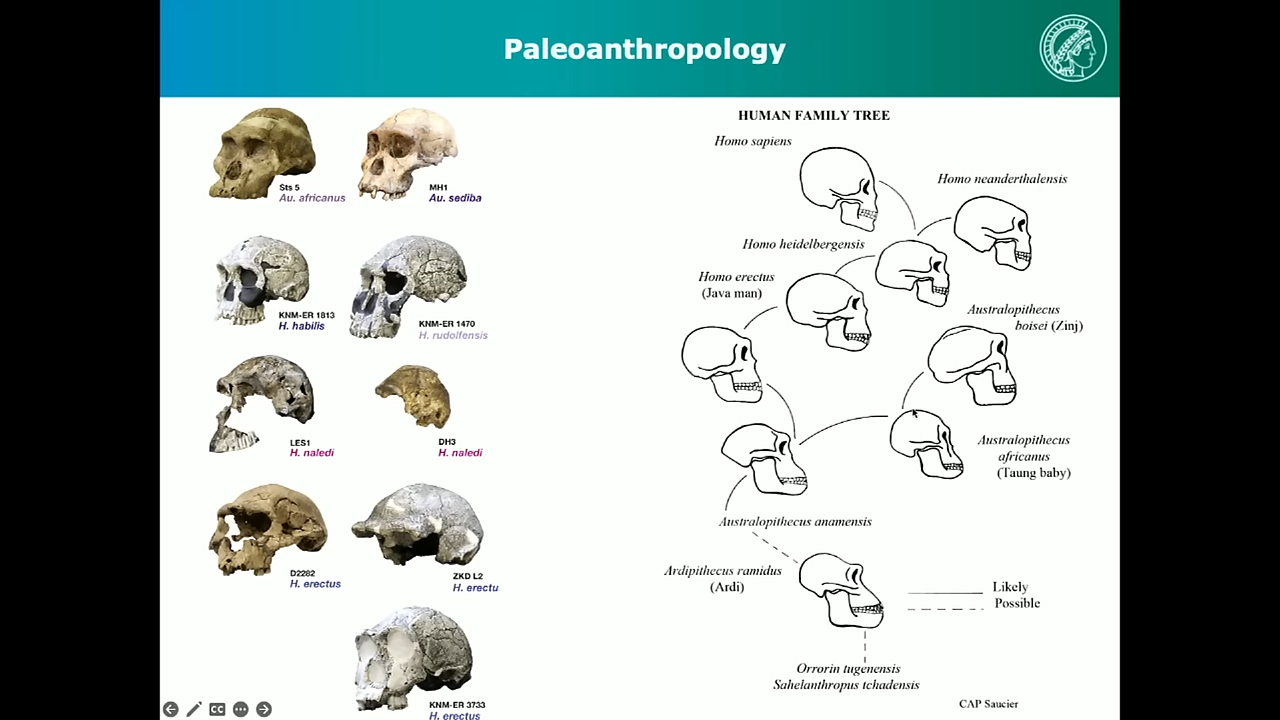 Paleoanthropology
Sts 5
Au. africanus
MH1
Au. sediba
KNM-ER 1813
H. habilis
KNM-ER 1470
H. rudolfensis
LES1
H. naledi
DH3
H. naledi
D2282
H. erectus
ZKD L2
H. erectu
KNM-ER 3733
H. erectus
HUMAN FAMILY TREE
Homo sapiens
Homo neanderthalensis
Homo heidelbergensis
Homo erectus
(Java man)
Australopithecus
boisei (Zinj)
Australopithecus
africanus
(Taung baby)
Australopithecus anamensis
Ardipithecus ramidus
(Ardi)
Likely
Possible
Orrorin tugenensis
Sahelanthropus tchadensis
CAP Saucier
CC